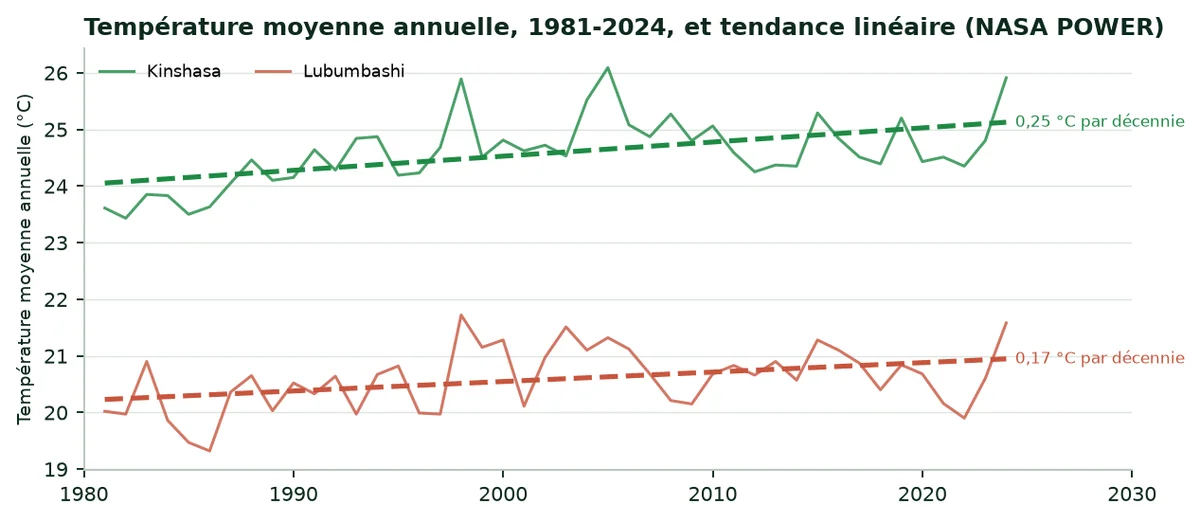 Température moyenne annuelle, 1981-2024, et tendance linéaire (NASA POWER)
Température moyenne annuelle (°C)
Kinshasa
Lubumbashi
26
25
24
23
22
21
20
19
0,25 °C par décennie
0,17 °C par décennie
1980
1990
2000
2010
2020
2030